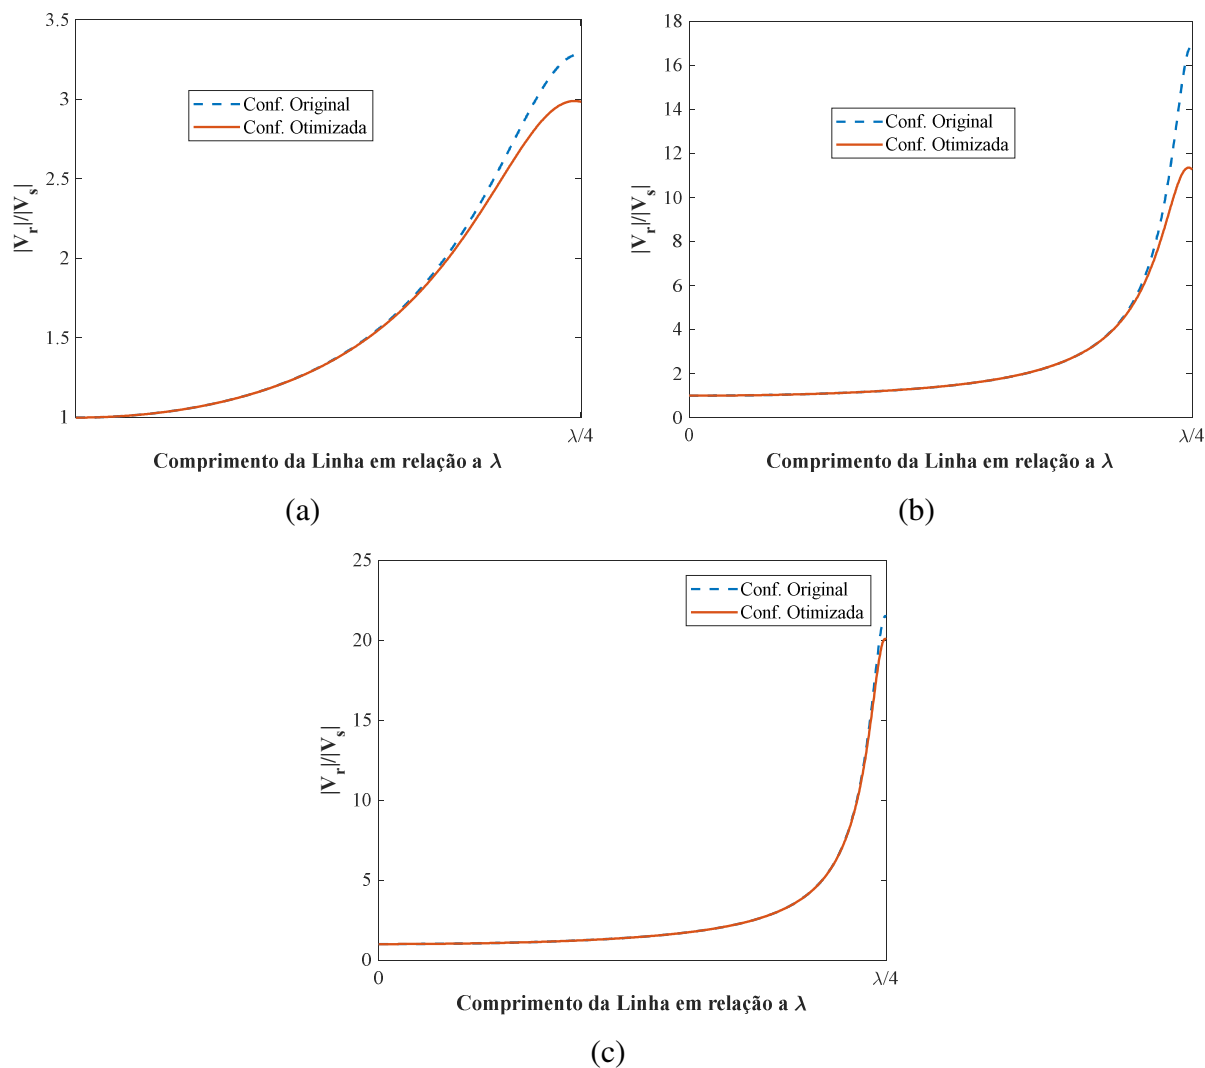 3.5
3
2.5
2
1.5
1
|Vr|/|Vs|
Conf. Original
Conf. Otimizada
λ/4
Comprimento da Linha em relação a λ
(a)
18
16
14
12
10
8
6
4
2
0
|Vr|/|Vs|
Conf. Original
Conf. Otimizada
0
λ/4
Comprimento da Linha em relação a λ
(b)
25
20
15
10
5
0
|Vr|/|Vs|
Conf. Original
Conf. Otimizada
0
λ/4
Comprimento da Linha em relação a λ
(c)